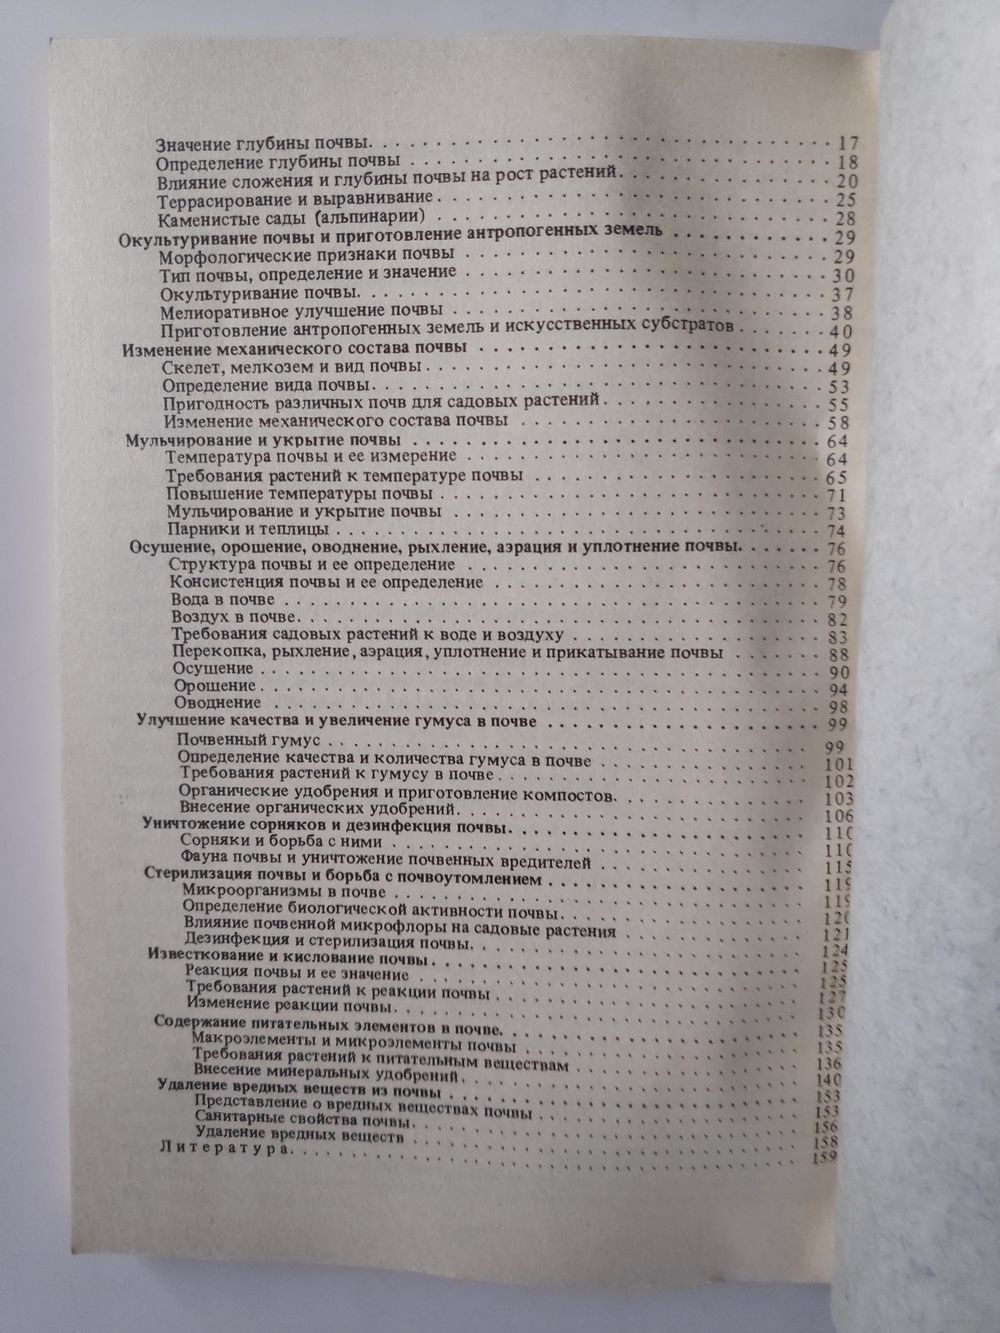 Значение глубины почвы. . . . . . . . . . . . . . . . . . . . . 17
Определение глубины почвы . . . . . . . . . . . . . . . . . . . . 18
Влияние сложения и глубины почвы на рост растений. . . . . . . . . . 20
Террасирование и выравнивание . . . . . . . . . . . . . . . . . . . 25
Каменистые сады (альпинарии) . . . . . . . . . . . . . . . . . . . 28
Окультуривание почвы и приготовление антропогенных земель . . . . . . . . 29
Морфологические признаки почвы . . . . . . . . . . . . . . . . . . 29
Тип почвы, определение и значение . . . . . . . . . . . . . . . . . 30
Окультуривание почвы. . . . . . . . . . . . . . . . . . . . . . . 37
Мелиоративное улучшение почвы . . . . . . . . . . . . . . . . . . . 38
Приготовление антропогенных земель и искусственных субстратов . . . . . . 40
Изменение механического состава почвы . . . . . . . . . . . . . . . . . 49
Скелет, мелкозем и вид почвы . . . . . . . . . . . . . . . . . . . 49
Определение вида почвы. . . . . . . . . . . . . . . . . . . . . . 53
Пригодность различных почв для садовых растений . . . . . . . . . . . 55
Изменение механического состава почвы . . . . . . . . . . . . . . . 58
Мульчирование и укрытие почвы . . . . . . . . . . . . . . . . . . . . 64
Температура почвы и ее измерение . . . . . . . . . . . . . . . . . 64
Требования растений к температуре почвы . . . . . . . . . . . . . . 65
Повышение температуры почвы . . . . . . . . . . . . . . . . . . . 71
Мульчирование и укрытие почвы . . . . . . . . . . . . . . . . . . 73
Парники и теплицы . . . . . . . . . . . . . . . . . . . . . . . . 74
Осушение, орошение, оводнение, рыхление, аэрация и уплотнение почвы. . . . . . 76
Структура почвы и ее определение . . . . . . . . . . . . . . . . . 76
Консистенция почвы и ее определение . . . . . . . . . . . . . . . . 78
Вода в почве . . . . . . . . . . . . . . . . . . . . . . . . . . 79
Воздух в почве. . . . . . . . . . . . . . . . . . . . . . . . . . 82
Требования садовых растений к воде и воздуху . . . . . . . . . . . . 83
Перекопка, рыхление, аэрация, уплотнение и прикатывание почвы . . . . . . 88
Осушение . . . . . . . . . . . . . . . . . . . . . . . . . . . . 90
Орошение . . . . . . . . . . . . . . . . . . . . . . . . . . . . 94
Оводнение . . . . . . . . . . . . . . . . . . . . . . . . . . . 98
Улучшение качества и увеличение гумуса в почве . . . . . . . . . . . . . 99
Почвенный гумус . . . . . . . . . . . . . . . . . . . . . . . . . 99
Определение качества и количества гумуса в почве . . . . . . . . . . . 101
Требования растений к гумусу в почве . . . . . . . . . . . . . . . . 102
Органические удобрения и приготовление компостов. . . . . . . . . . . 103
Внесение органических удобрений. . . . . . . . . . . . . . . . . . 106
Уничтожение сорняков и дезинфекция почвы. . . . . . . . . . . . . . . . 110
Сорняки и борьба с ними . . . . . . . . . . . . . . . . . . . . . 110
Фауна почвы и уничтожение почвенных вредителей . . . . . . . . . . . 115
Стерилизация почвы и борьба с почвоутомлением . . . . . . . . . . . . . 119
Микроорганизмы в почве . . . . . . . . . . . . . . . . . . . . . 119
Определение биологической активности почвы. . . . . . . . . . . . . 120
Влияние почвенной микрофлоры на садовые растения . . . . . . . . . . 121
Дезинфекция и стерилизация почвы. . . . . . . . . . . . . . . . . . 124
Известкование и кислование почвы . . . . . . . . . . . . . . . . . . . 125
Реакция почвы и ее значение . . . . . . . . . . . . . . . . . . . 125
Требования растений к реакции почвы . . . . . . . . . . . . . . . . 127
Изменение реакции почвы. . . . . . . . . . . . . . . . . . . . . . 130
Содержание питательных элементов в почве. . . . . . . . . . . . . . . . 135
Макроэлементы и микроэлементы почвы . . . . . . . . . . . . . . . . 135
Требования растений к питательным веществам . . . . . . . . . . . . . 136
Внесение минеральных удобрений. . . . . . . . . . . . . . . . . . . 140
Удаление вредных веществ из почвы . . . . . . . . . . . . . . . . . . . 153
Представление о вредных веществах почвы . . . . . . . . . . . . . . . 153
Санитарные свойства почвы. . . . . . . . . . . . . . . . . . . . . 156
Удаление вредных веществ . . . . . . . . . . . . . . . . . . . . . 158
Литература. . . . . . . . . . . . . . . . . . . . . . . . . . . . 159